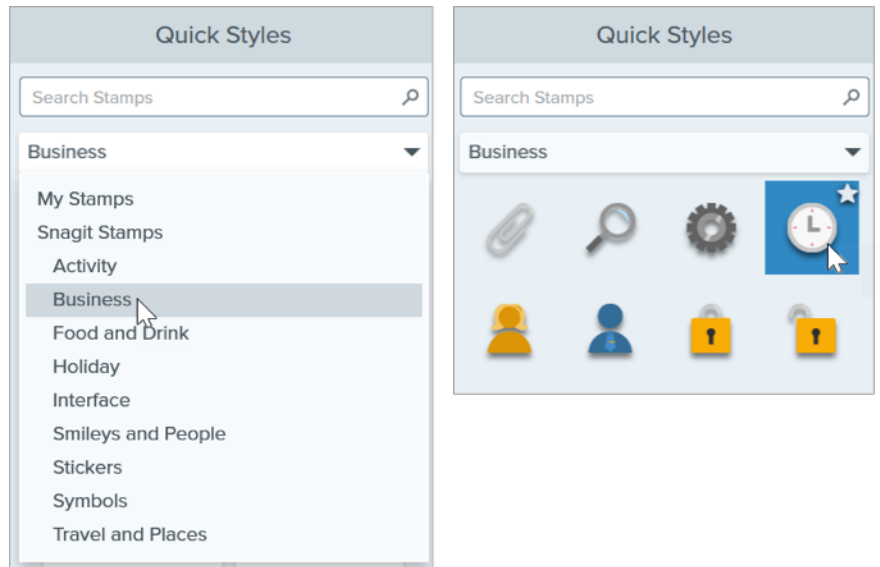 Quick Styles
Search Stamps
Business
My Stamps
Snagit Stamps
Activity
Business
Food and Drink
Holiday
Interface
Smileys and People
Stickers
Symbols
Travel and Places
Quick Styles
Search Stamps
Business